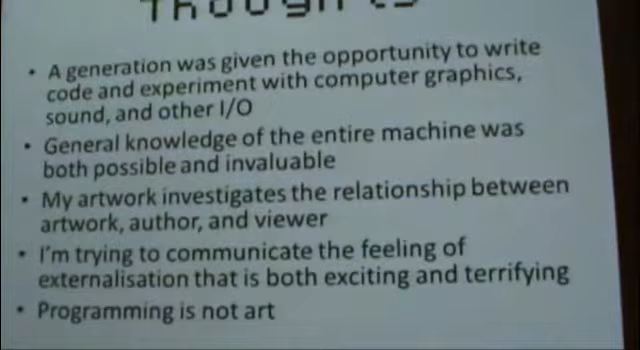 Thoughts
• A generation was given the opportunity to write
code and experiment with computer graphics,
sound, and other I/O
• General knowledge of the entire machine was
both possible and invaluable
• My artwork investigates the relationship between
artwork, author, and viewer
• I'm trying to communicate the feeling of
externalisation that is both exciting and terrifying
• Programming is not art